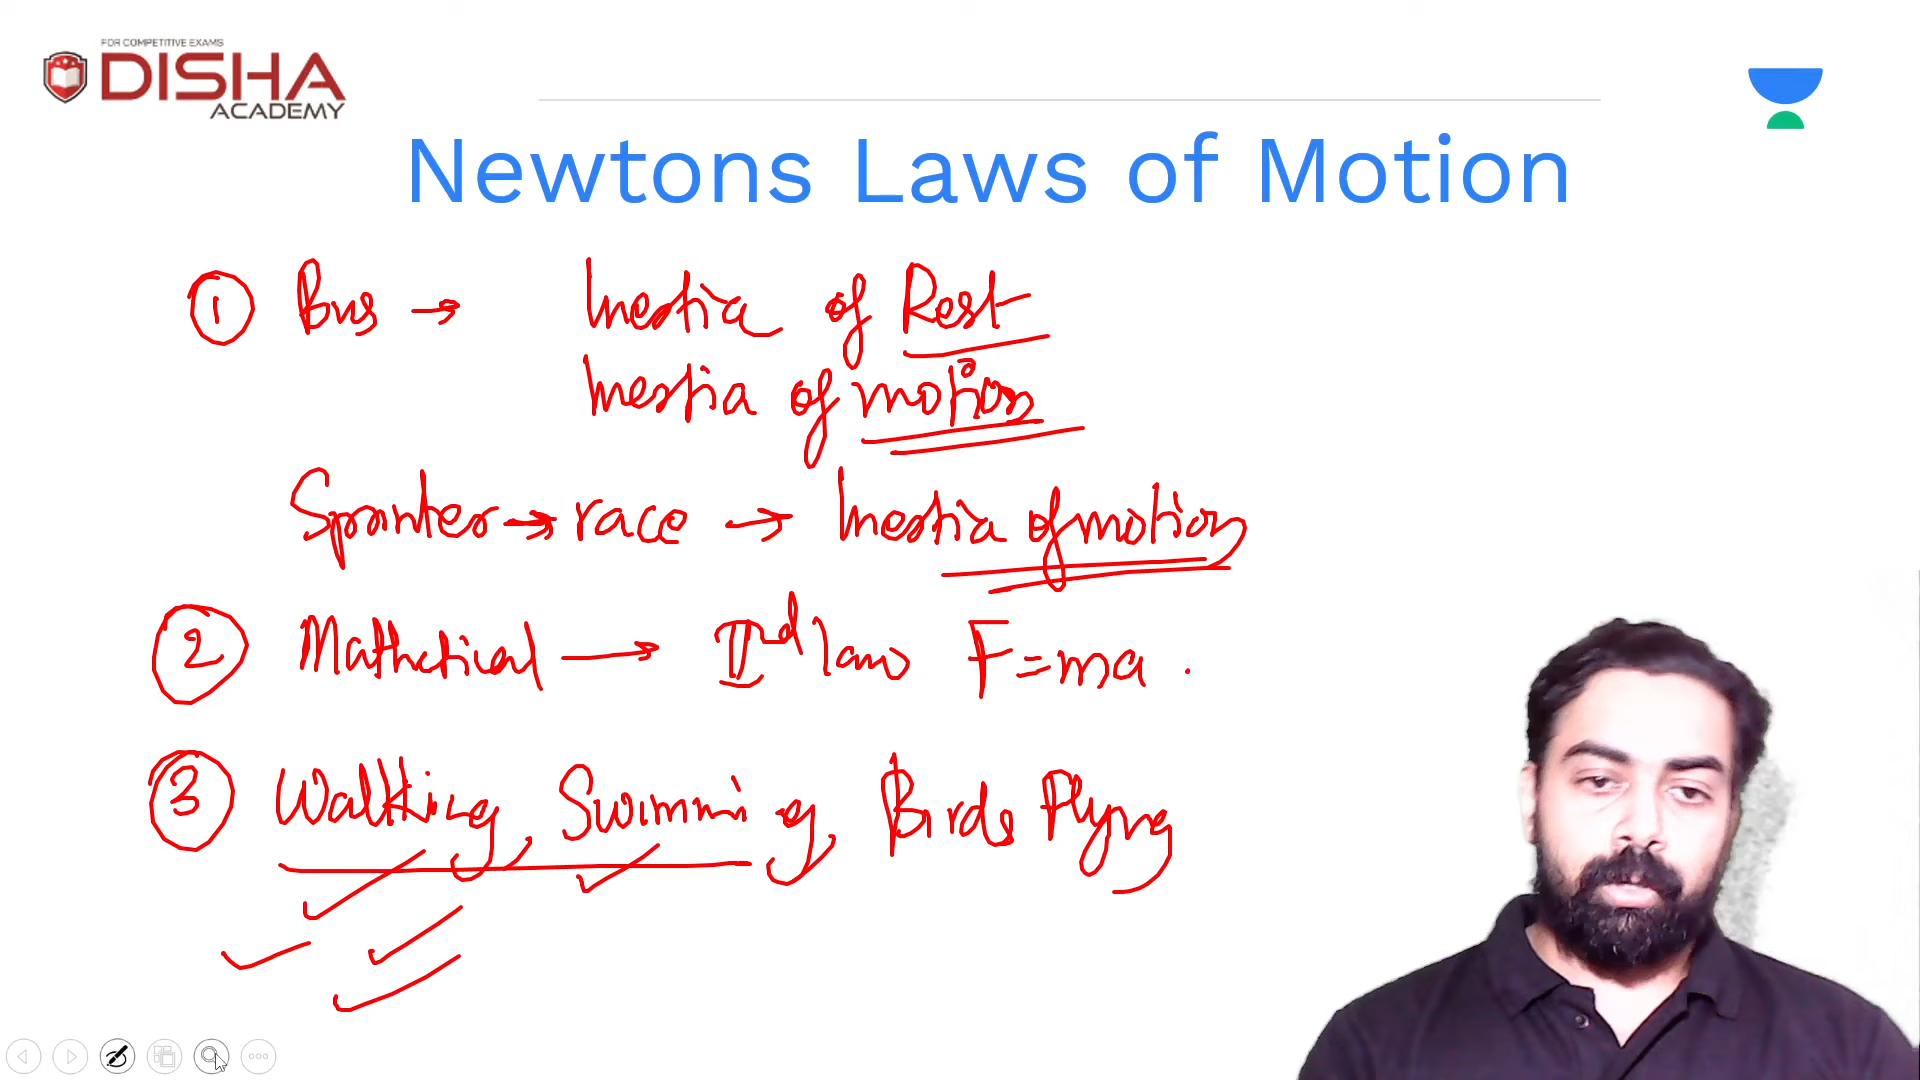 FOR COMPETITIVE EXAMS
DISHA
ACADEMY
Newtons Laws of Motion
① Bus → Inertia of Rest
Inertia of motion
Sprinter → race → Inertia of motion
② Mathetical → IInd law F=ma .
③ Walking, Swimming, Birds Flying